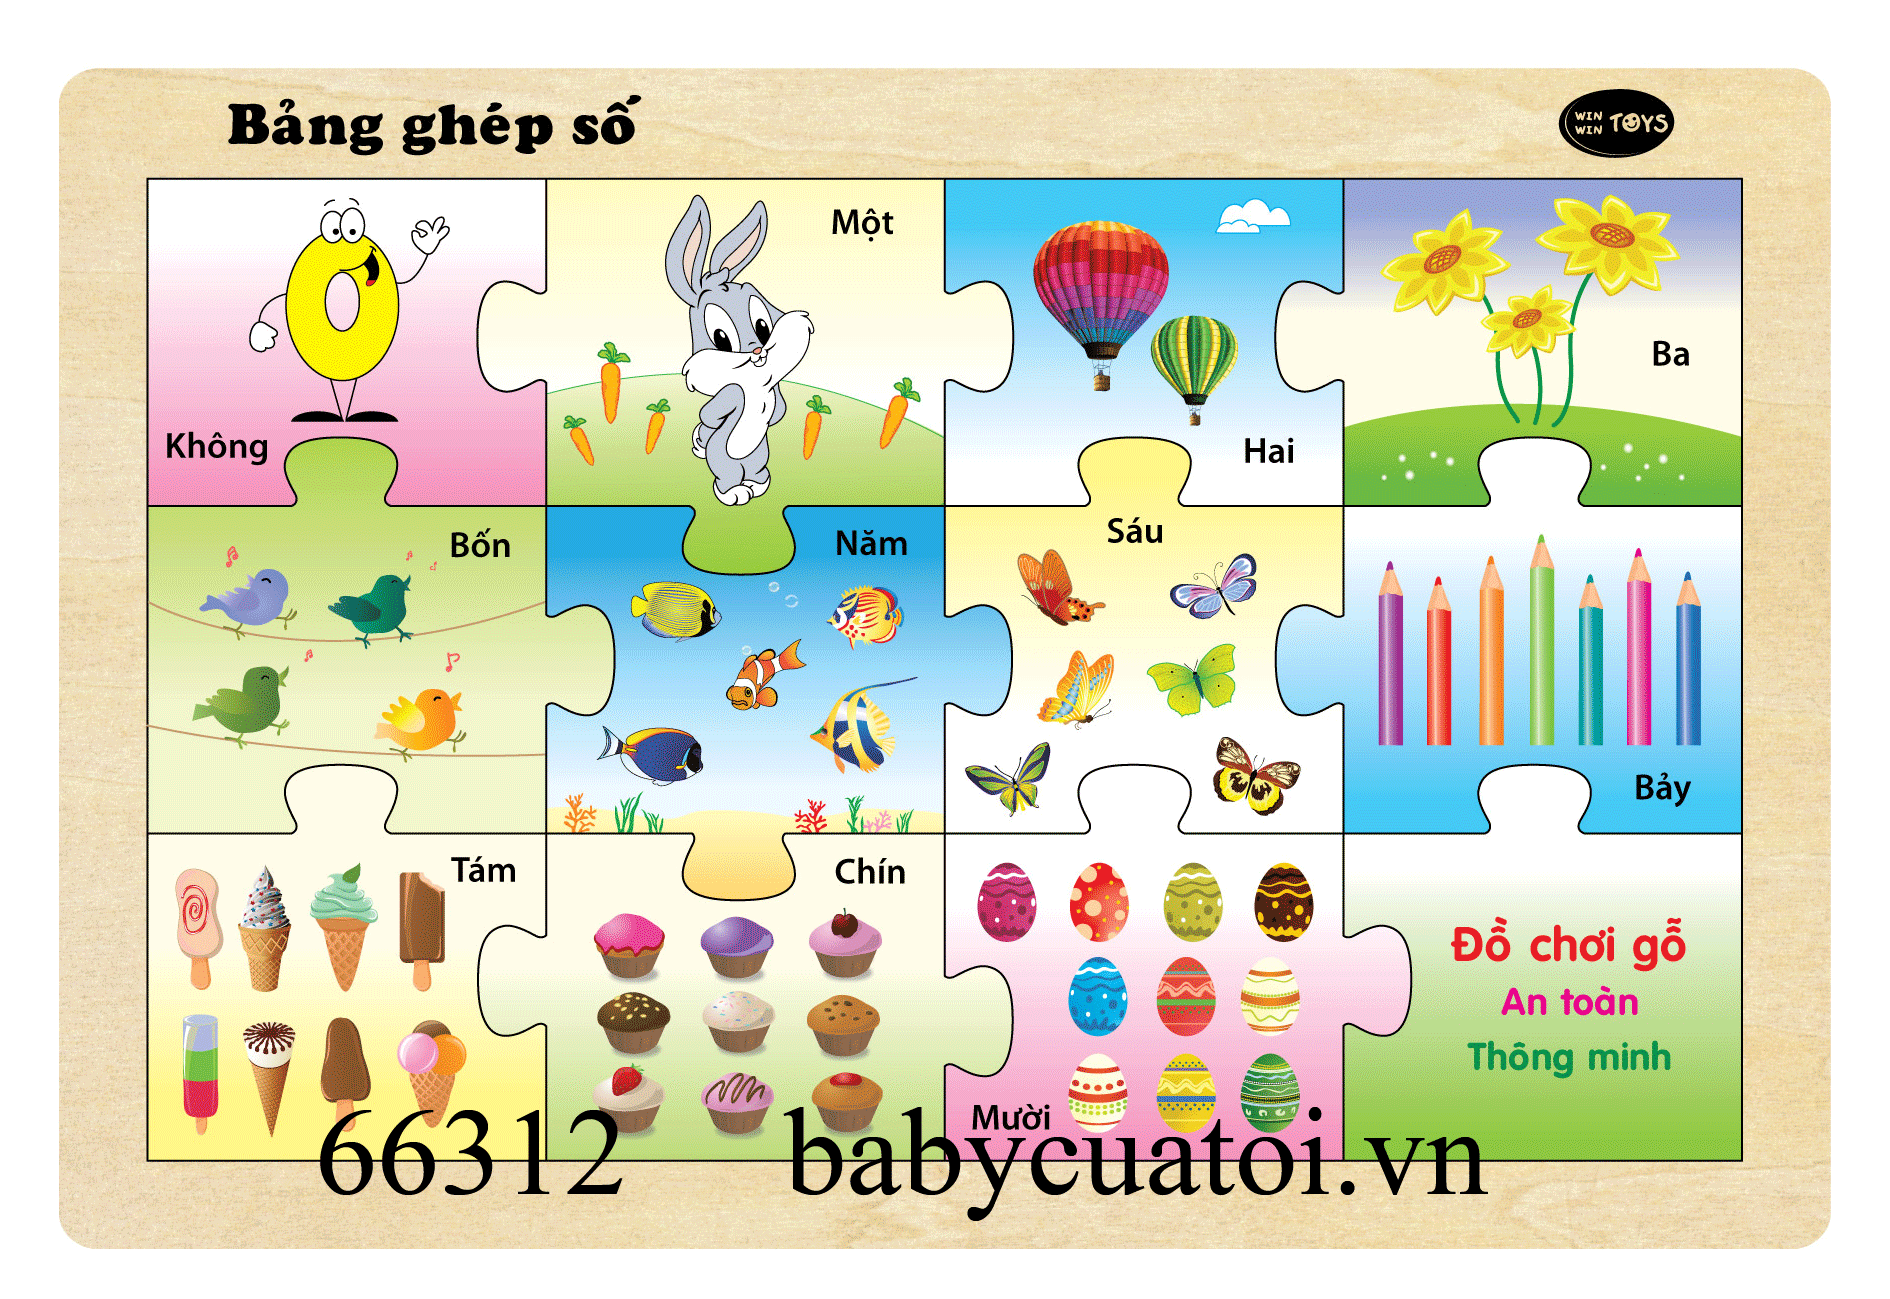 Bảng ghép số
WIN WIN TOYS
Không
Một
Hai
Ba
Bốn
Năm
Sáu
Bảy
Tám
Chín
Mười
Đồ chơi gỗ
An toàn
Thông minh
66312 babycuatoi.vn